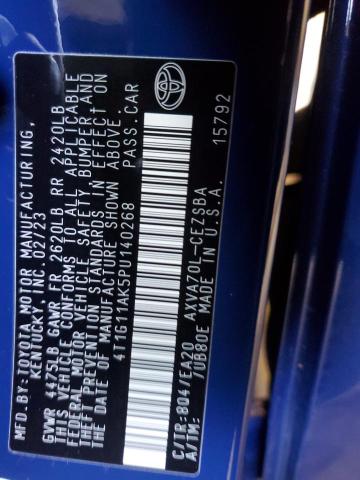 MFD. BY: TOYOTA MOTOR MANUFACTURING,
KENTUCKY, INC. 02/23
GVWR 4475LB GAWR FR 2620LB RR 2420LB
THIS VEHICLE CONFORMS TO ALL APPLICABLE
FEDERAL MOTOR VEHICLE SAFETY, BUMPER AND
THEFT PREVENTION STANDARDS IN EFFECT ON
THE DATE OF MANUFACTURE SHOWN ABOVE.
4T1G11AK5PU140268 PASS. CAR
C/TR: 8Q4/EA20 AXVA70L-CEZSBA
A/TM: /UB80E MADE IN U.S.A.
15792